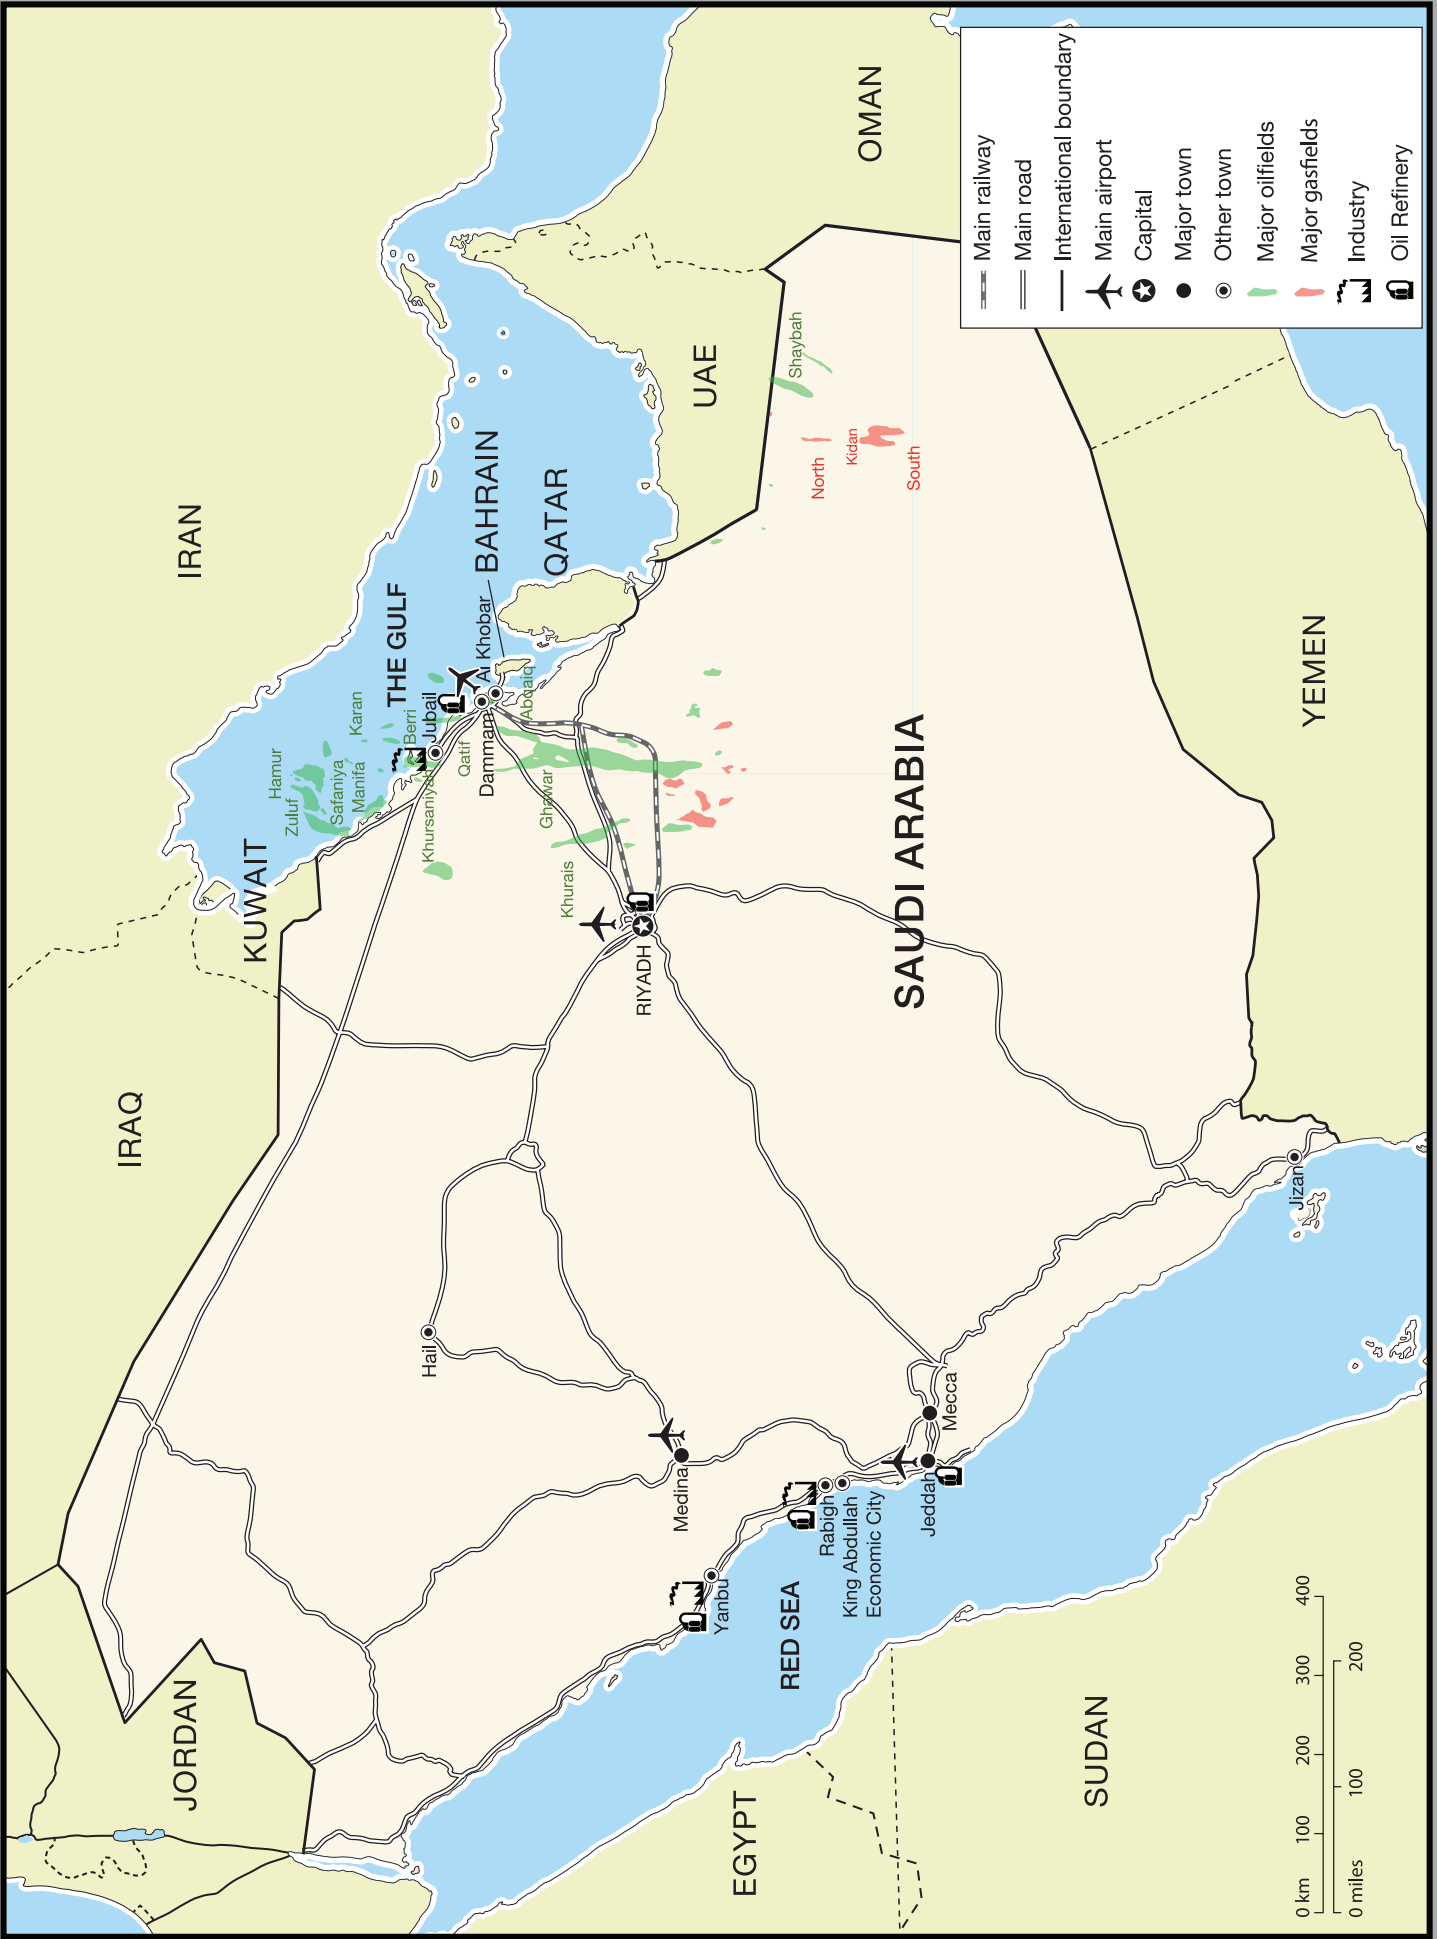 IRAN
IRAQ
KUWAIT
JORDAN
THE GULF
BAHRAIN
QATAR
UAE
OMAN
YEMEN
SAUDI ARABIA
RED SEA
EGYPT
SUDAN
Hamur
Zuluf
Safaniya
Manifa
Karan
Berri
Jubail
Khursaniyah
Qatif
Dammam
Al Khobar
Abqaiq
Ghawar
Khurais
RIYADH
Shaybah
North
Kidan
South
Hail
Medina
Yanbu
Rabigh
King Abdullah
Economic City
Jeddah
Mecca
Jizan
Main railway
Main road
International boundary
Main airport
Capital
Major town
Other town
Major oilfields
Major gasfields
Industry
Oil Refinery
0 km 100 200 300 400
0 miles 100 200